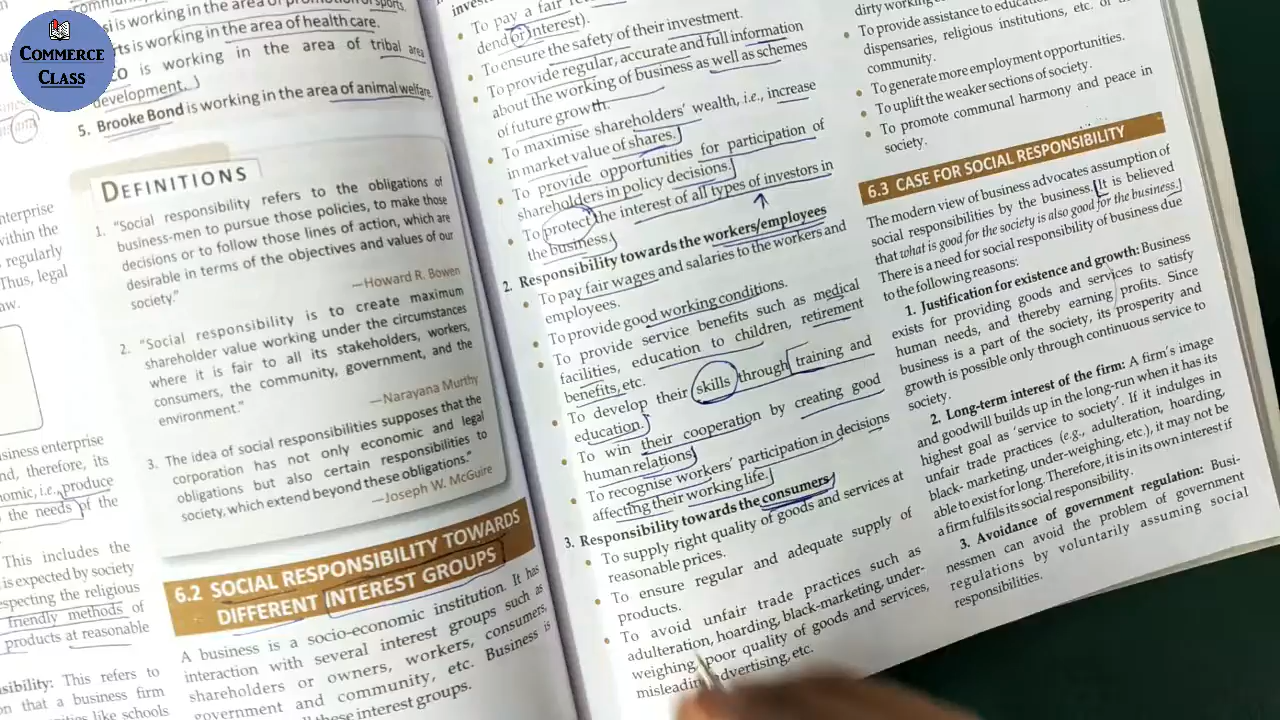 COMMERCE
CLASS
si is working in the area of promotion of sports.
ts is working in the area of health care.
CO is working in the area of tribal area
development.
5. Brooke Bond is working in the area of animal welfare.
DEFINITIONS
1. "Social responsibility refers to the obligations of
business-men to pursue those policies, to make those
decisions or to follow those lines of action, which are
desirable in terms of the objectives and values of our
society."
—Howard R. Bowen
2. "Social responsibility is to create maximum
shareholder value working under the circumstances
where it is fair to all its stakeholders, workers,
consumers, the community, government, and the
environment."
—Narayana Murthy
3. The idea of social responsibilities supposes that the
corporation has not only economic and legal
obligations but also certain responsibilities to
society, which extend beyond these obligations."
—Joseph W. McGuire
6.2 SOCIAL RESPONSIBILITY TOWARDS
DIFFERENT INTEREST GROUPS
A business is a socio-economic institution. It has
interaction with several interest groups such as
shareholders or owners, workers, consumers,
government and community, etc. Business is
these interest groups.
enterprise
within the
regularly
Thus, legal
aw.
siness enterprise
nd, therefore, its
nomic, i.e., produce
the needs of the
This includes the
is expected by society
specting the religious
friendly methods of
products at reasonable
sibility: This refers to
on that a business firm
like schools
To pay a fair
dend or interest).
• To ensure the safety of their investment.
• To provide regular, accurate and full information
about the working of business as well as schemes
of future growth.
• To maximise shareholders' wealth, i.e., increase
in market value of shares.
• To provide opportunities for participation of
shareholders in policy decisions.
• To protect the interest of all types of investors in
the business.
2. Responsibility towards the workers/employees
• To pay fair wages and salaries to the workers and
employees.
• To provide good working conditions.
• To provide service benefits such as medical
facilities, education to children, retirement
benefits, etc.
• To develop their skills through training and
education.
• To win their cooperation by creating good
human relations
• To recognise workers' participation in decisions
affecting their working life.
3. Responsibility towards the consumers
• To supply right quality of goods and services at
reasonable prices.
• To ensure regular and adequate supply of
products.
• To avoid unfair trade practices such as
adulteration, hoarding, black-marketing, under-
weighing, poor quality of goods and services,
misleading advertising, etc.
dirty working
• To provide assistance to
dispensaries, religious institutions, etc. of the
community.
• To generate more employment opportunities.
• To uplift the weaker sections of society.
• To promote communal harmony and peace in
society.
6.3 CASE FOR SOCIAL RESPONSIBILITY
The modern view of business advocates assumption of
social responsibilities by the business. It is believed
that what is good for the society is also good for the business.
There is a need for social responsibility of business due
to the following reasons:
1. Justification for existence and growth: Business
exists for providing goods and services to satisfy
human needs, and thereby earning profits. Since
business is a part of the society, its prosperity and
growth is possible only through continuous service to
society.
2. Long-term interest of the firm: A firm's image
and goodwill builds up in the long-run when it has its
highest goal as 'service to society'. If it indulges in
unfair trade practices (e.g., adulteration, hoarding,
black- marketing, under-weighing, etc.), it may not be
able to exist for long. Therefore, it is in its own interest if
a firm fulfils its social responsibility.
3. Avoidance of government regulation: Busi-
nessmen can avoid the problem of government
regulations by voluntarily assuming social
responsibilities.